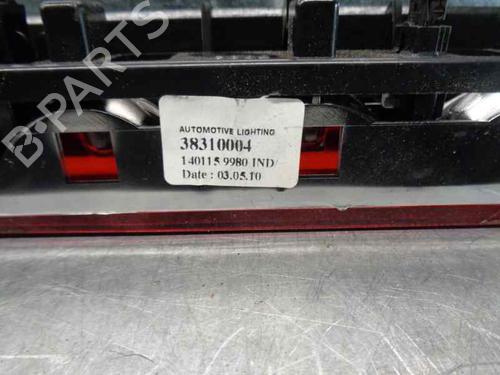 AUTOMOTIVE LIGHTING
38310004
140115 9980 IND
Date : 03.05.10
B-PARTS